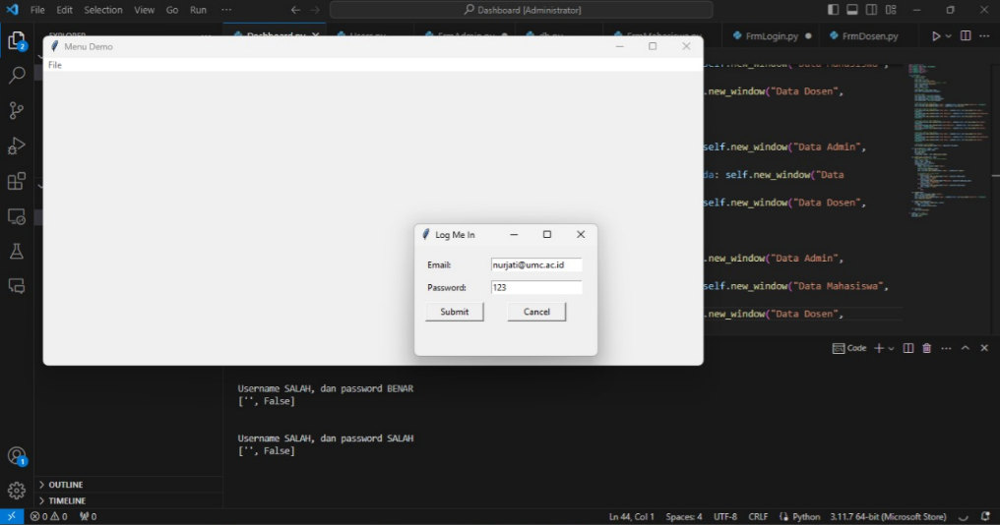 File Edit Selection View Go Run ···
Dashboard [Administrator]
FrmLogin.py
FrmDosen.py
Menu Demo
File
.new_window("Data Dosen",
self.new_window("Data Admin",
da: self.new_window("Data
self.new_window("Data Dosen",
.new_window("Data Admin",
self.new_window("Data Mahasiswa",
.new_window("Data Dosen",
Log Me In
Email: nurjati@umc.ac.id
Password: 123
Submit Cancel
Code
Username SALAH, dan password BENAR
['', False]
Username SALAH, dan password SALAH
['', False]
OUTLINE
TIMELINE
0 0 0 Ln 44, Col 1 Spaces: 4 UTF-8 CRLF Python 3.11.7 64-bit (Microsoft Store)